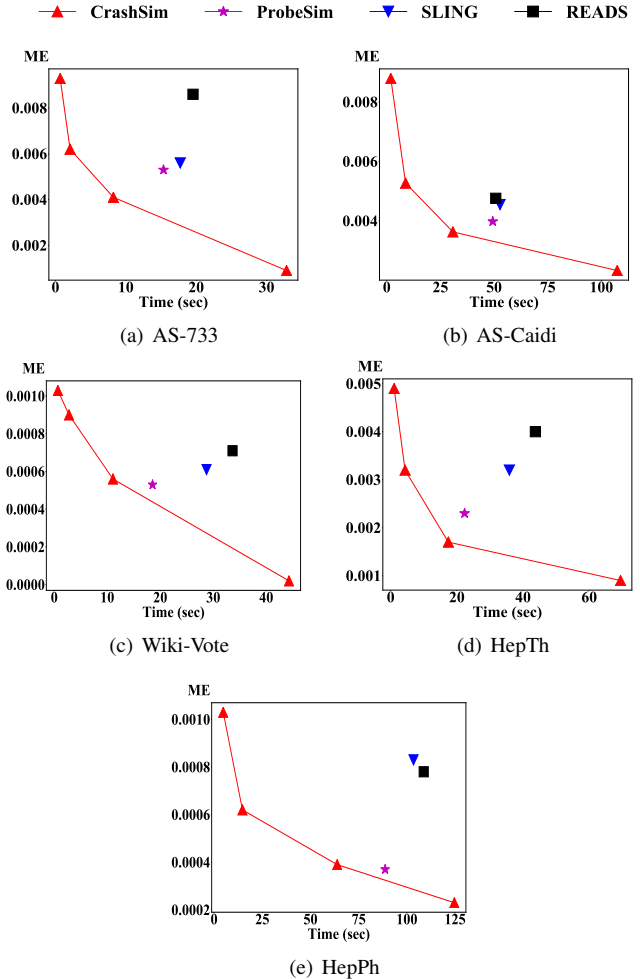 CrashSim ProbeSim SLING READS
ME
0.008
0.006
0.004
0.002
0 10 20 30
Time (sec)
(a) AS-733
ME
0.008
0.006
0.004
0 25 50 75 100
Time (sec)
(b) AS-Caidi
ME
0.0010
0.0008
0.0006
0.0004
0.0002
0.0000
0 10 20 30 40
Time (sec)
(c) Wiki-Vote
ME
0.005
0.004
0.003
0.002
0.001
0 20 40 60
Time (sec)
(d) HepTh
ME
0.0010
0.0008
0.0006
0.0004
0.0002
0 25 50 75 100 125
Time (sec)
(e) HepPh